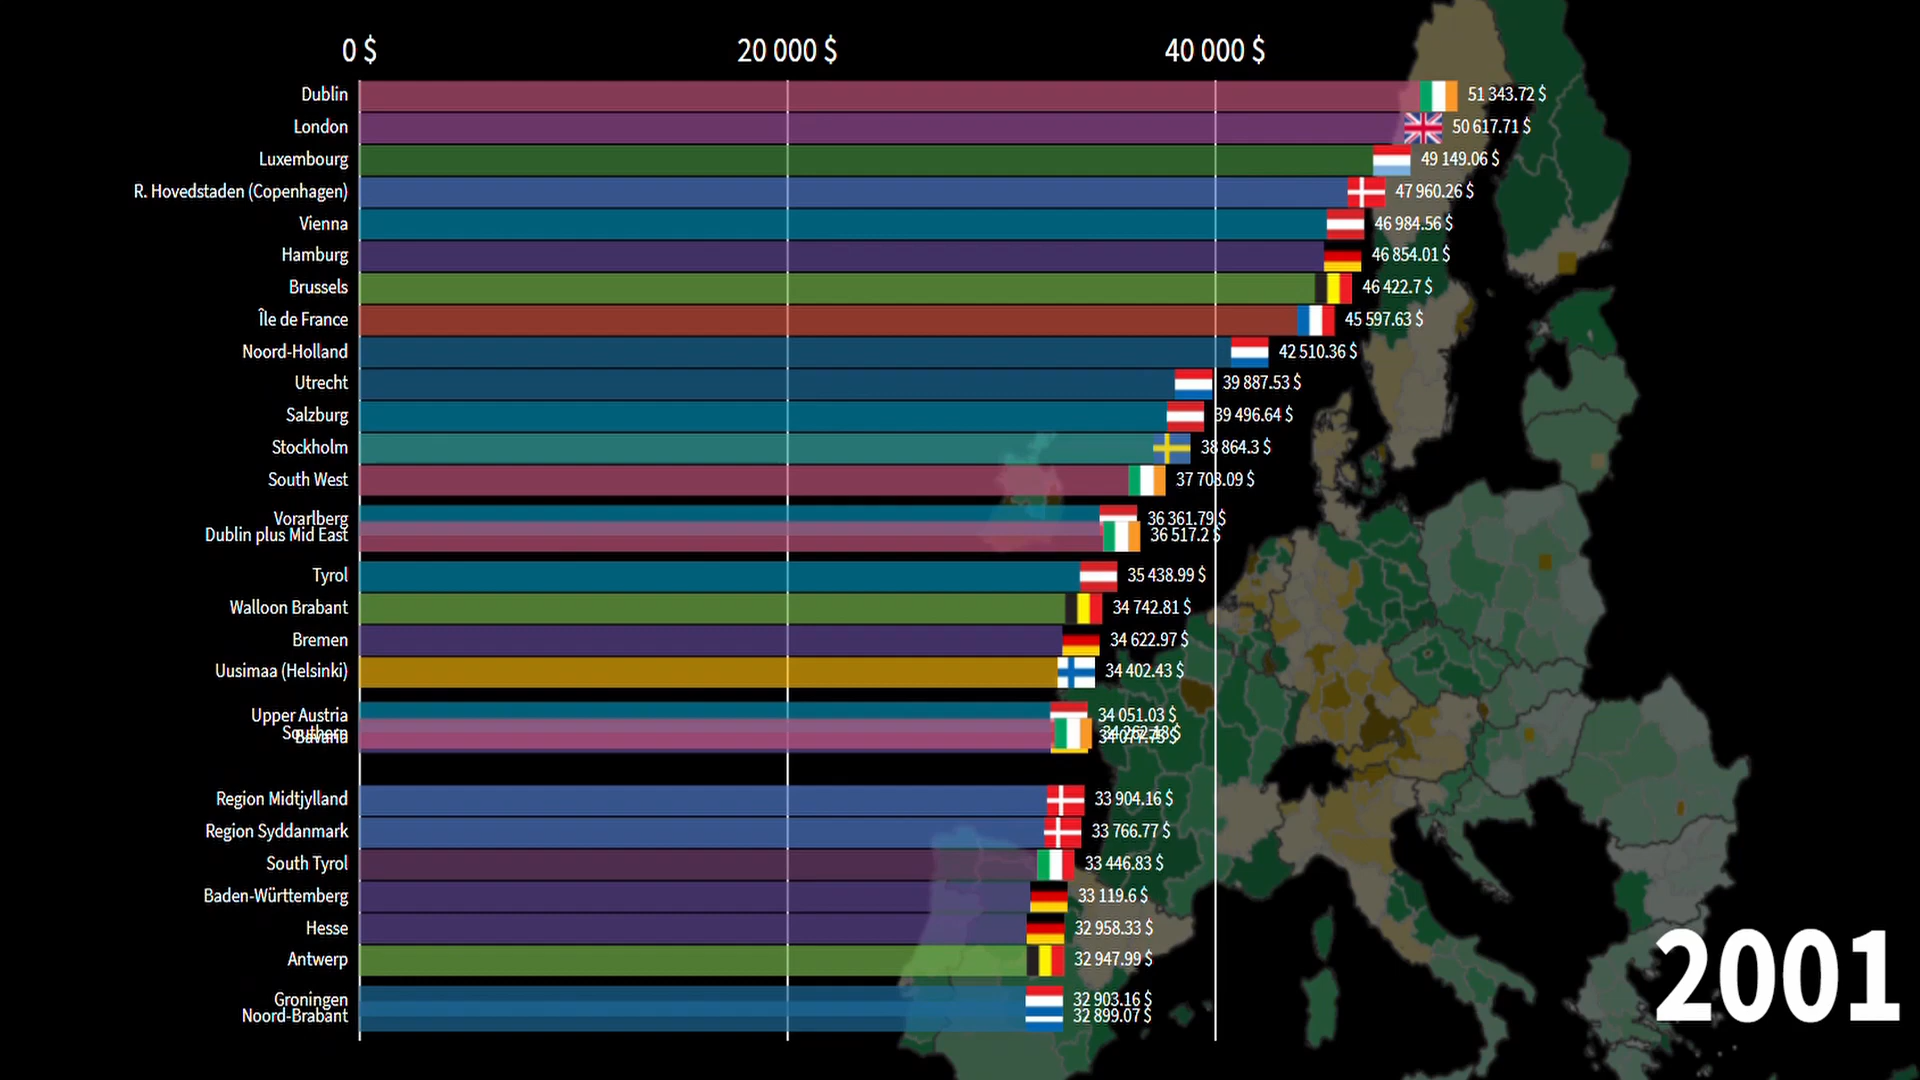 0 $ 20 000 $ 40 000 $
Dublin 51 343.72 $
London 50 617.71 $
Luxembourg 49 149.06 $
R. Hovedstaden (Copenhagen) 47 960.26 $
Vienna 46 984.56 $
Hamburg 46 854.01 $
Brussels 46 422.7 $
Île de France 45 597.63 $
Noord-Holland 42 510.36 $
Utrecht 39 887.53 $
Salzburg 39 496.64 $
Stockholm 38 864.3 $
South West 37 703.09 $
Vorarlberg 36 361.79 $
Dublin plus Mid East 36 517.2 $
Tyrol 35 438.99 $
Walloon Brabant 34 742.81 $
Bremen 34 622.97 $
Uusimaa (Helsinki) 34 402.43 $
Upper Austria 34 051.03 $
Southern
Bavaria
Region Midtjylland 33 904.16 $
Region Syddanmark 33 766.77 $
South Tyrol 33 446.83 $
Baden-Württemberg 33 119.6 $
Hesse 32 958.33 $
Antwerp 32 947.99 $
Groningen 32 903.16 $
Noord-Brabant 32 899.07 $
2001